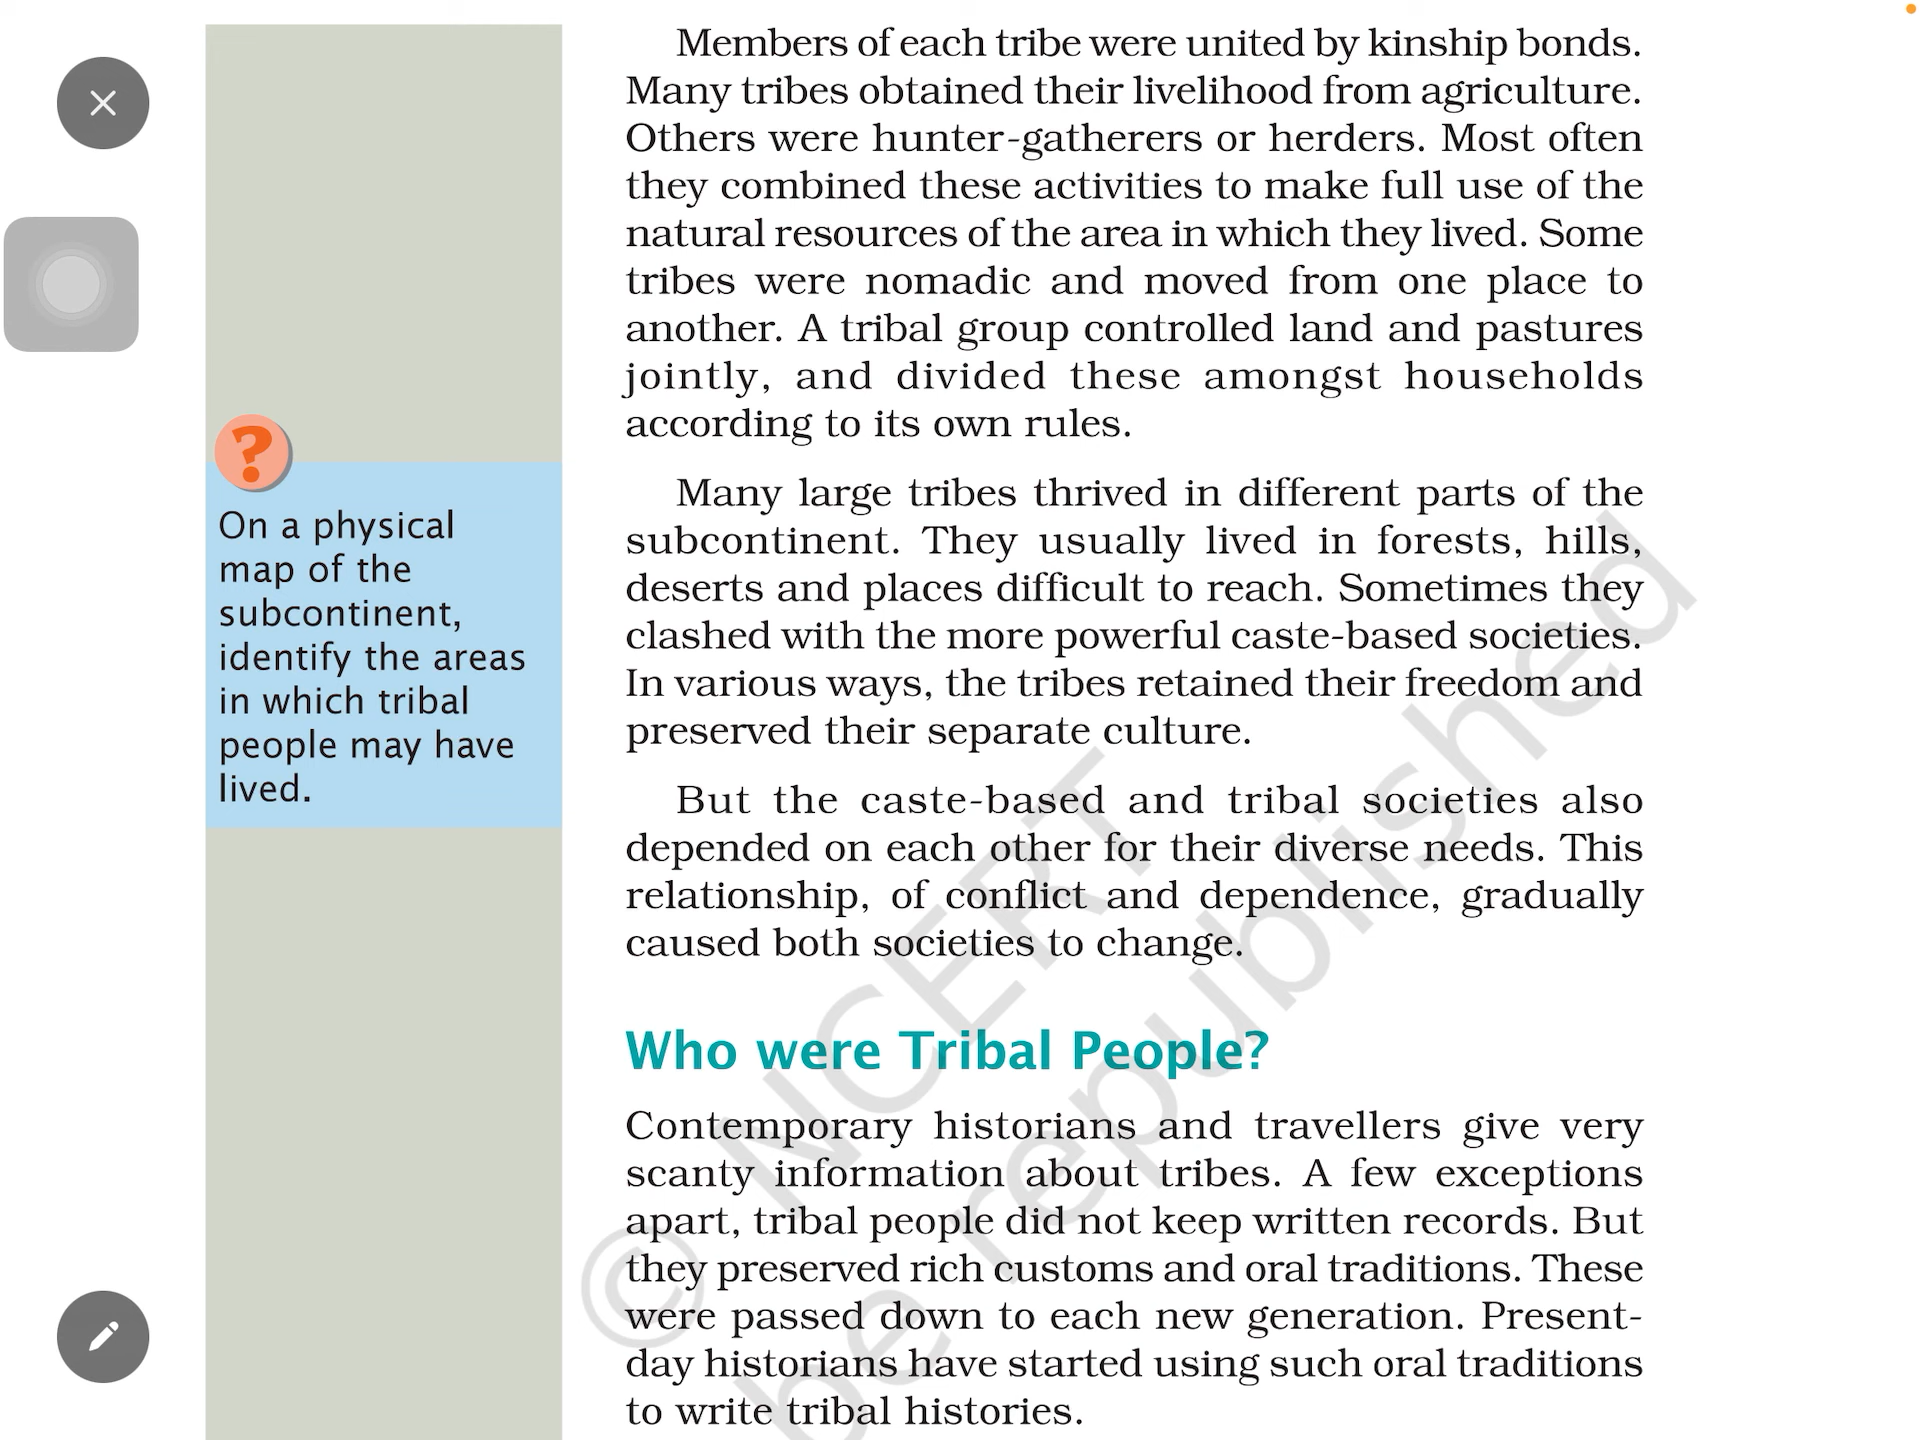 Members of each tribe were united by kinship bonds.
Many tribes obtained their livelihood from agriculture.
Others were hunter-gatherers or herders. Most often
they combined these activities to make full use of the
natural resources of the area in which they lived. Some
tribes were nomadic and moved from one place to
another. A tribal group controlled land and pastures
jointly, and divided these amongst households
according to its own rules.
?
On a physical
map of the
subcontinent,
identify the areas
in which tribal
people may have
lived.
Many large tribes thrived in different parts of the
subcontinent. They usually lived in forests, hills,
deserts and places difficult to reach. Sometimes they
clashed with the more powerful caste-based societies.
In various ways, the tribes retained their freedom and
preserved their separate culture.
But the caste-based and tribal societies also
depended on each other for their diverse needs. This
relationship, of conflict and dependence, gradually
caused both societies to change.
Who were Tribal People?
Contemporary historians and travellers give very
scanty information about tribes. A few exceptions
apart, tribal people did not keep written records. But
they preserved rich customs and oral traditions. These
were passed down to each new generation. Present-
day historians have started using such oral traditions
to write tribal histories.
© NCERT
be republished